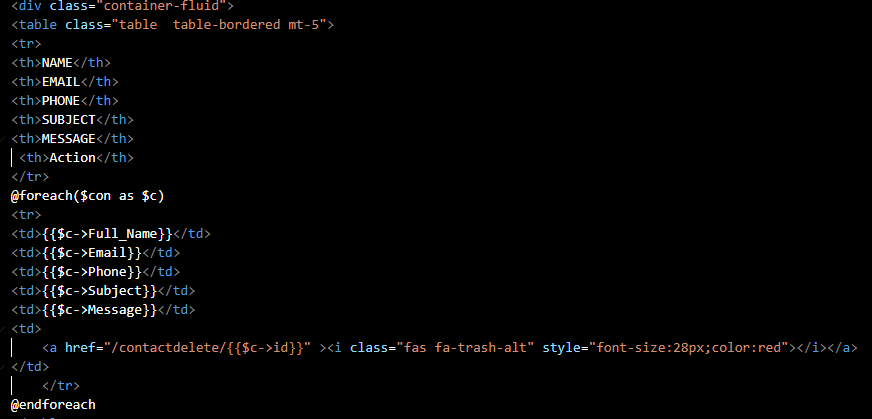 <div class="container-fluid">
<table class="table  table-bordered mt-5">
<tr>
<th>NAME</th>
<th>EMAIL</th>
<th>PHONE</th>
<th>SUBJECT</th>
<th>MESSAGE</th>
 <th>Action</th>
</tr>
@foreach($con as $c)
<tr>
<td>{{$c->Full_Name}}</td>
<td>{{$c->Email}}</td>
<td>{{$c->Phone}}</td>
<td>{{$c->Subject}}</td>
<td>{{$c->Message}}</td>
<td>
    <a href="/contactdelete/{{$c->id}}" ><i class="fas fa-trash-alt" style="font-size:28px;color:red"></i></a>
</td>
    </tr>
@endforeach